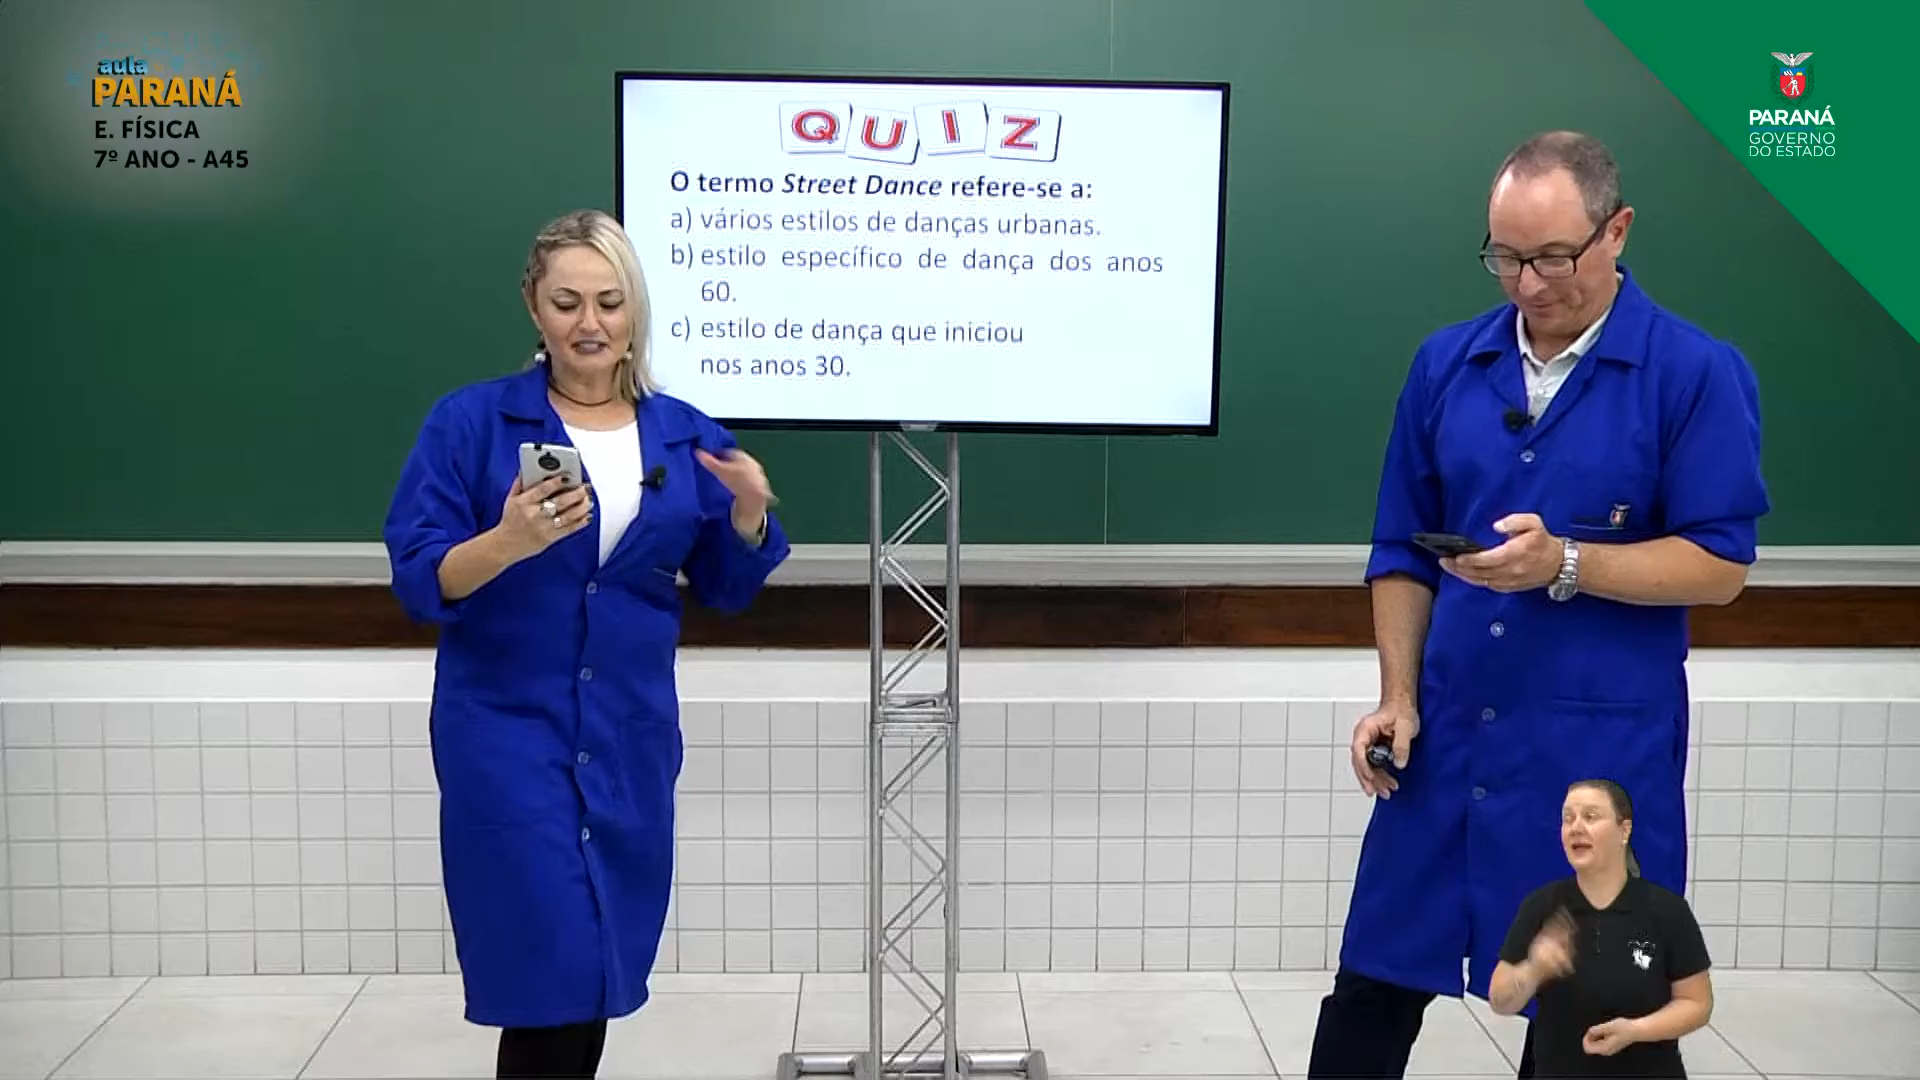 aula
PARANÁ
E. FÍSICA
7º ANO - A45
QUIZ
O termo Street Dance refere-se a:
a) vários estilos de danças urbanas.
b) estilo específico de dança dos anos
60.
c) estilo de dança que iniciou
nos anos 30.
PARANÁ
GOVERNO
DO ESTADO